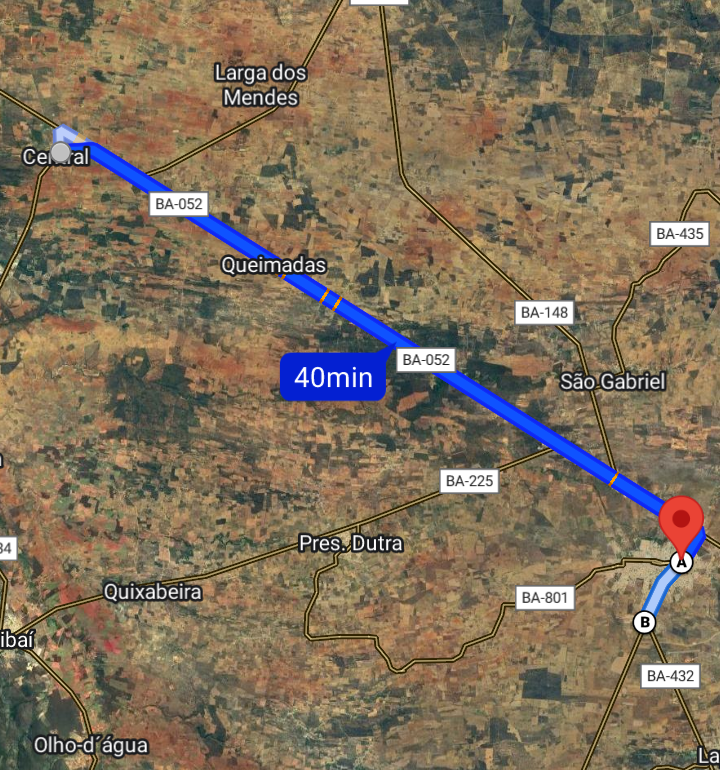 Larga dos
Mendes
Central
BA-052
BA-435
Queimadas
BA-148
40min
BA-052
São Gabriel
BA-225
Pres. Dutra
A
Quixabeira
BA-801
B
ibaí
BA-432
Olho-d´água
La